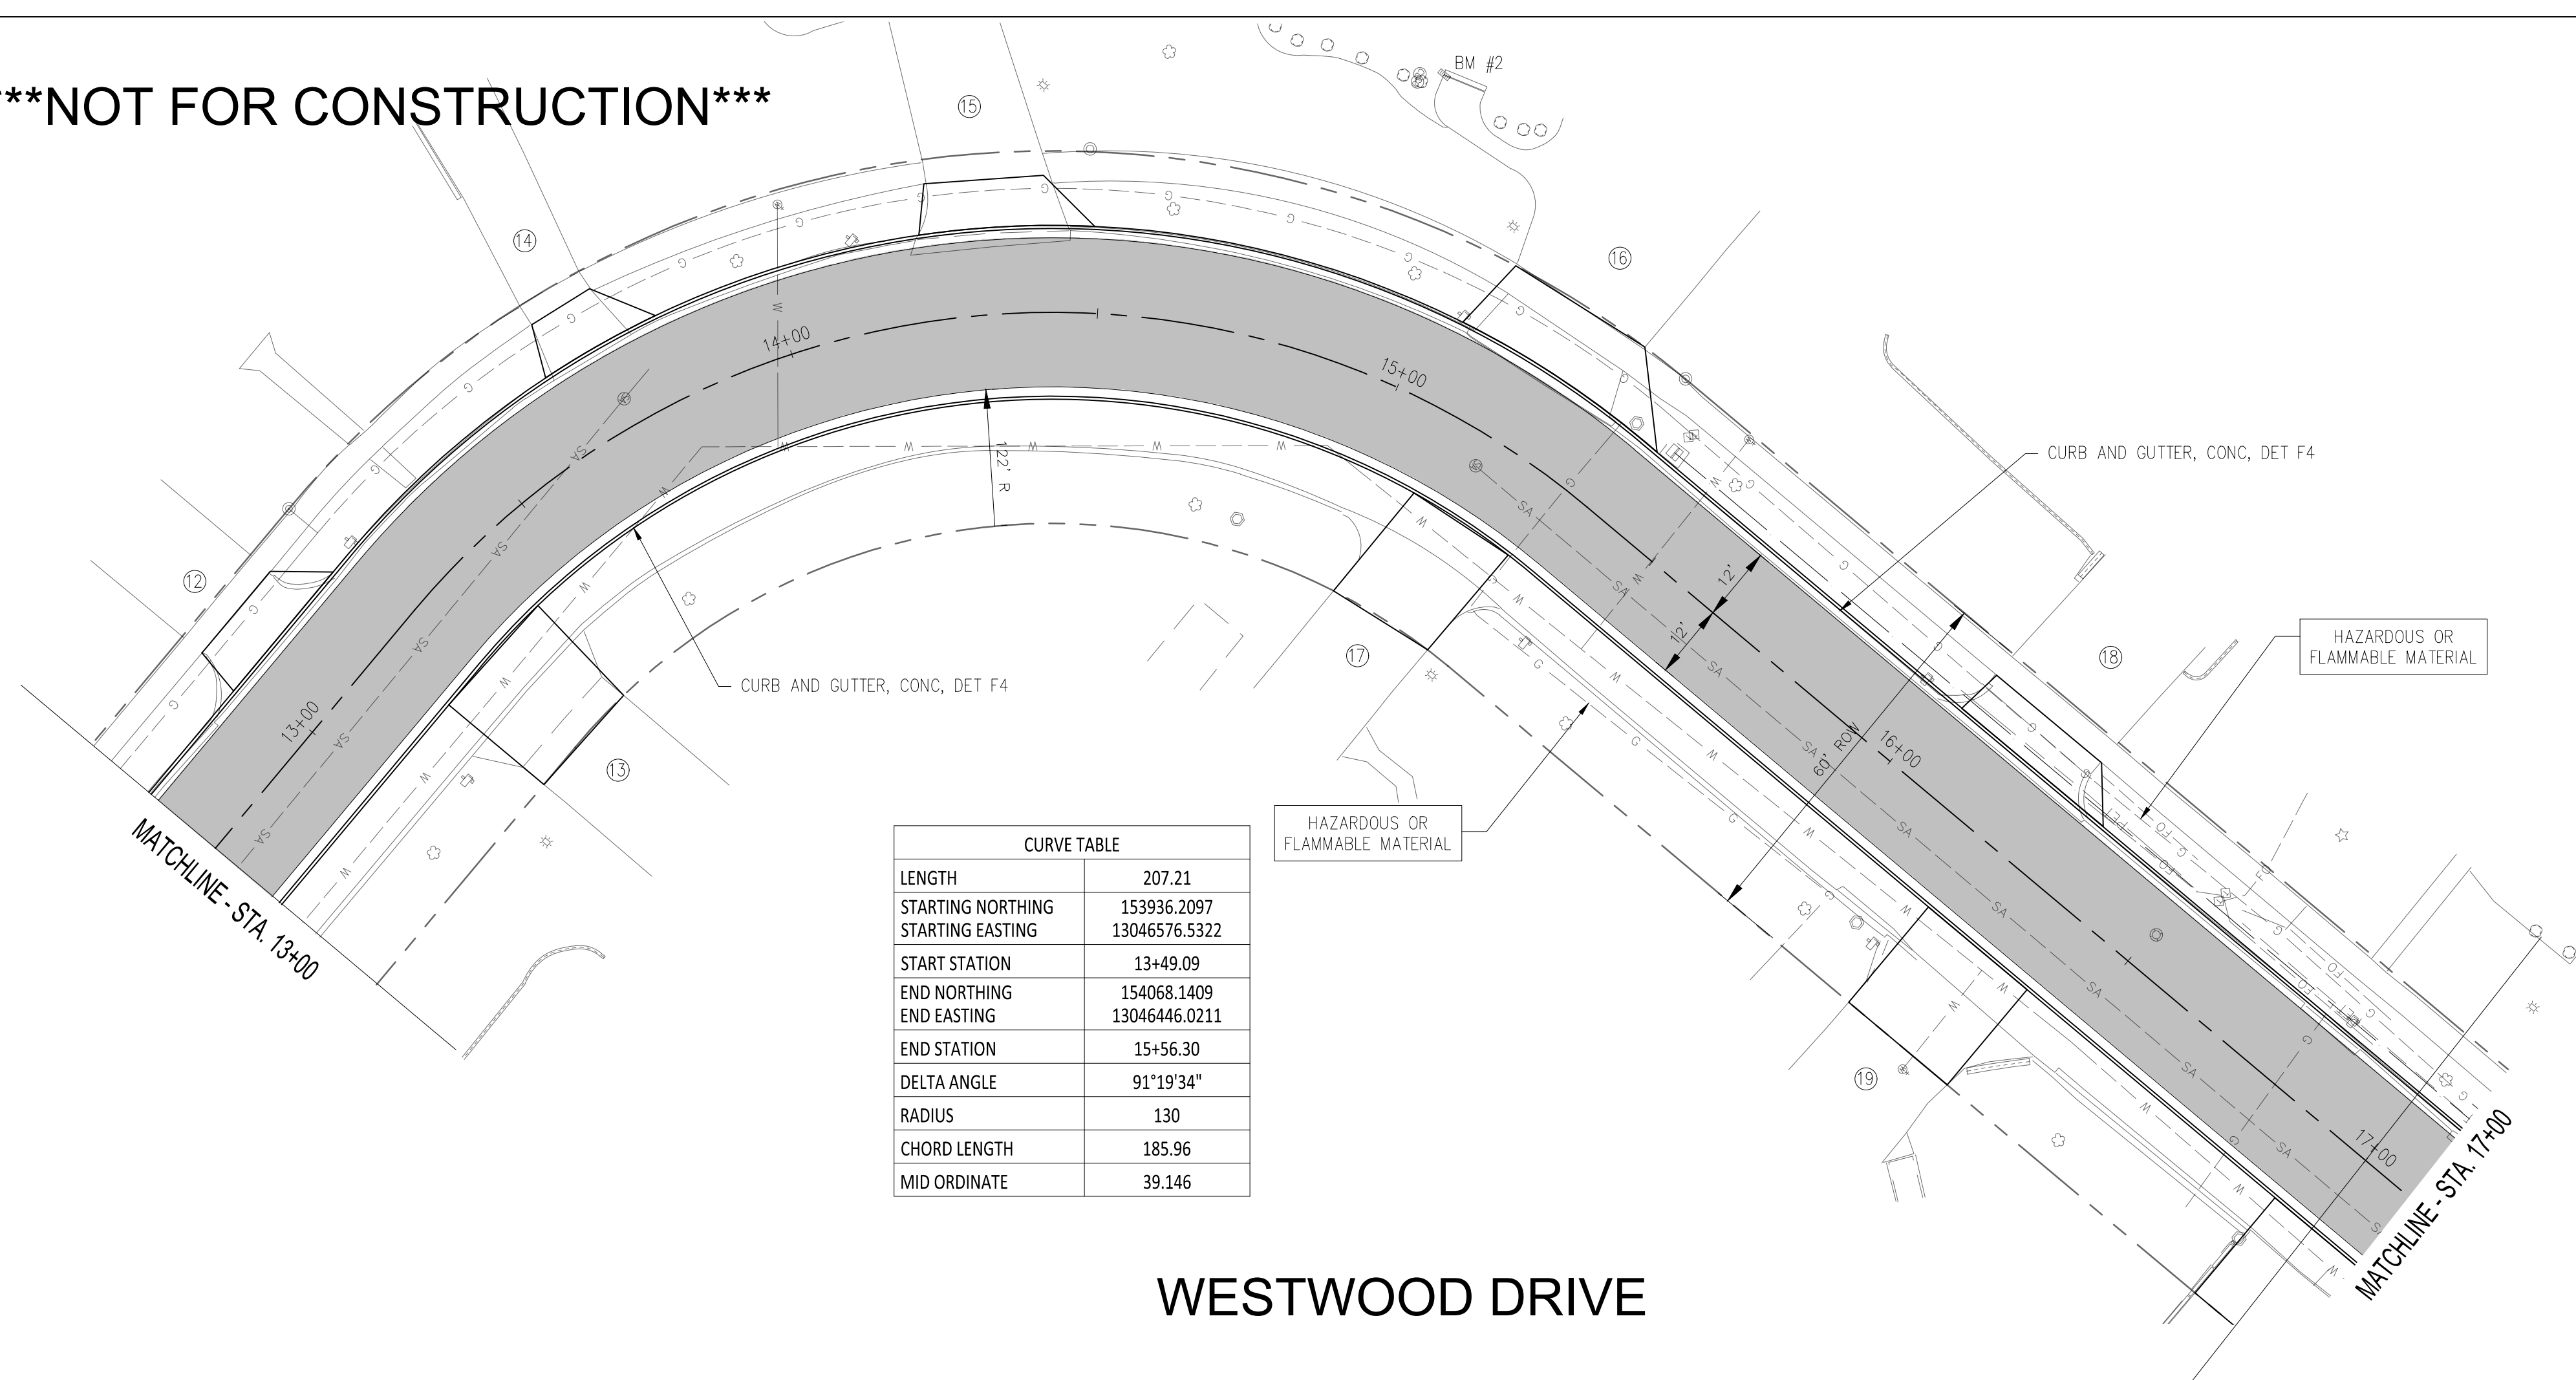 ***NOT FOR CONSTRUCTION***
BM #2
15
14
16
12
13
17
18
19
13+00
14+00
15+00
16+00
17+00
122' R
12'
12'
60' ROW
CURB AND GUTTER, CONC, DET F4
CURB AND GUTTER, CONC, DET F4
HAZARDOUS OR
FLAMMABLE MATERIAL
HAZARDOUS OR
FLAMMABLE MATERIAL
MATCHLINE - STA. 13+00
MATCHLINE - STA. 17+00
CURVE TABLE
LENGTH 207.21
STARTING NORTHING 153936.2097
STARTING EASTING 13046576.5322
START STATION 13+49.09
END NORTHING 154068.1409
END EASTING 13046446.0211
END STATION 15+56.30
DELTA ANGLE 91°19'34"
RADIUS 130
CHORD LENGTH 185.96
MID ORDINATE 39.146
WESTWOOD DRIVE
G
W
SA
FO
PET